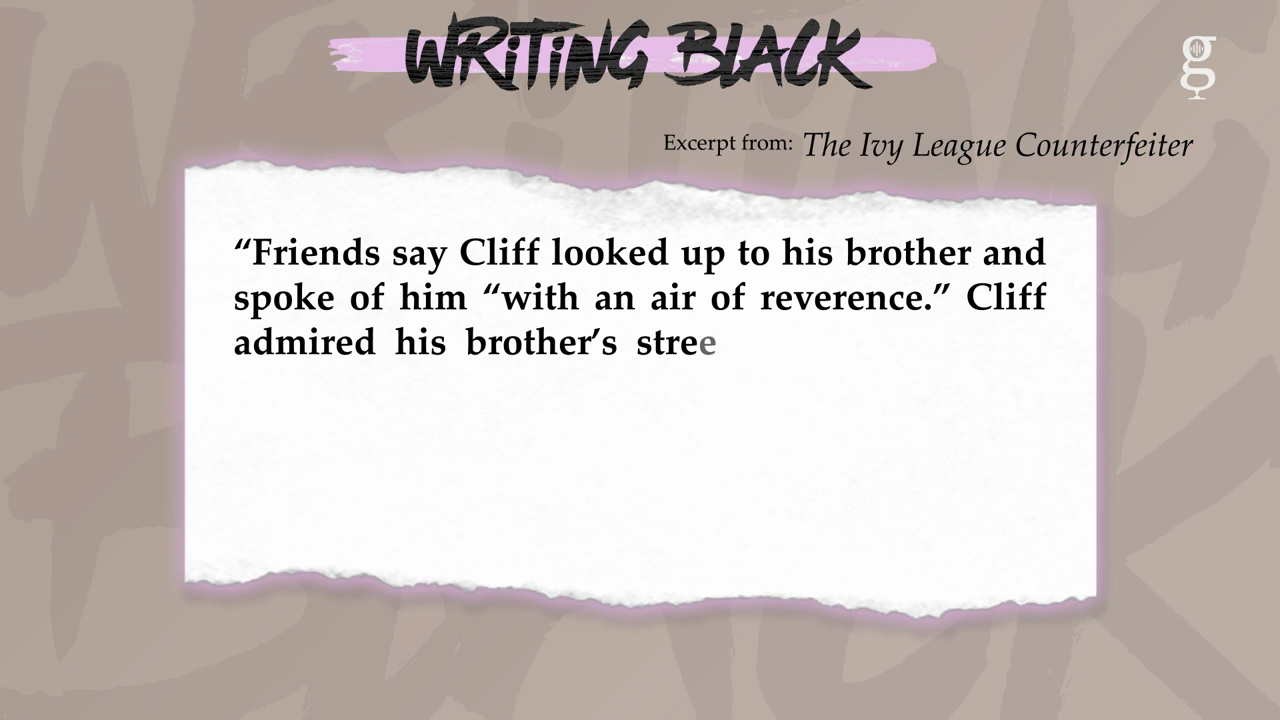 WRiTiNG BLACK
g
Excerpt from: The Ivy League Counterfeiter
“Friends say Cliff looked up to his brother and
spoke of him “with an air of reverence.” Cliff
admired his brother’s stree